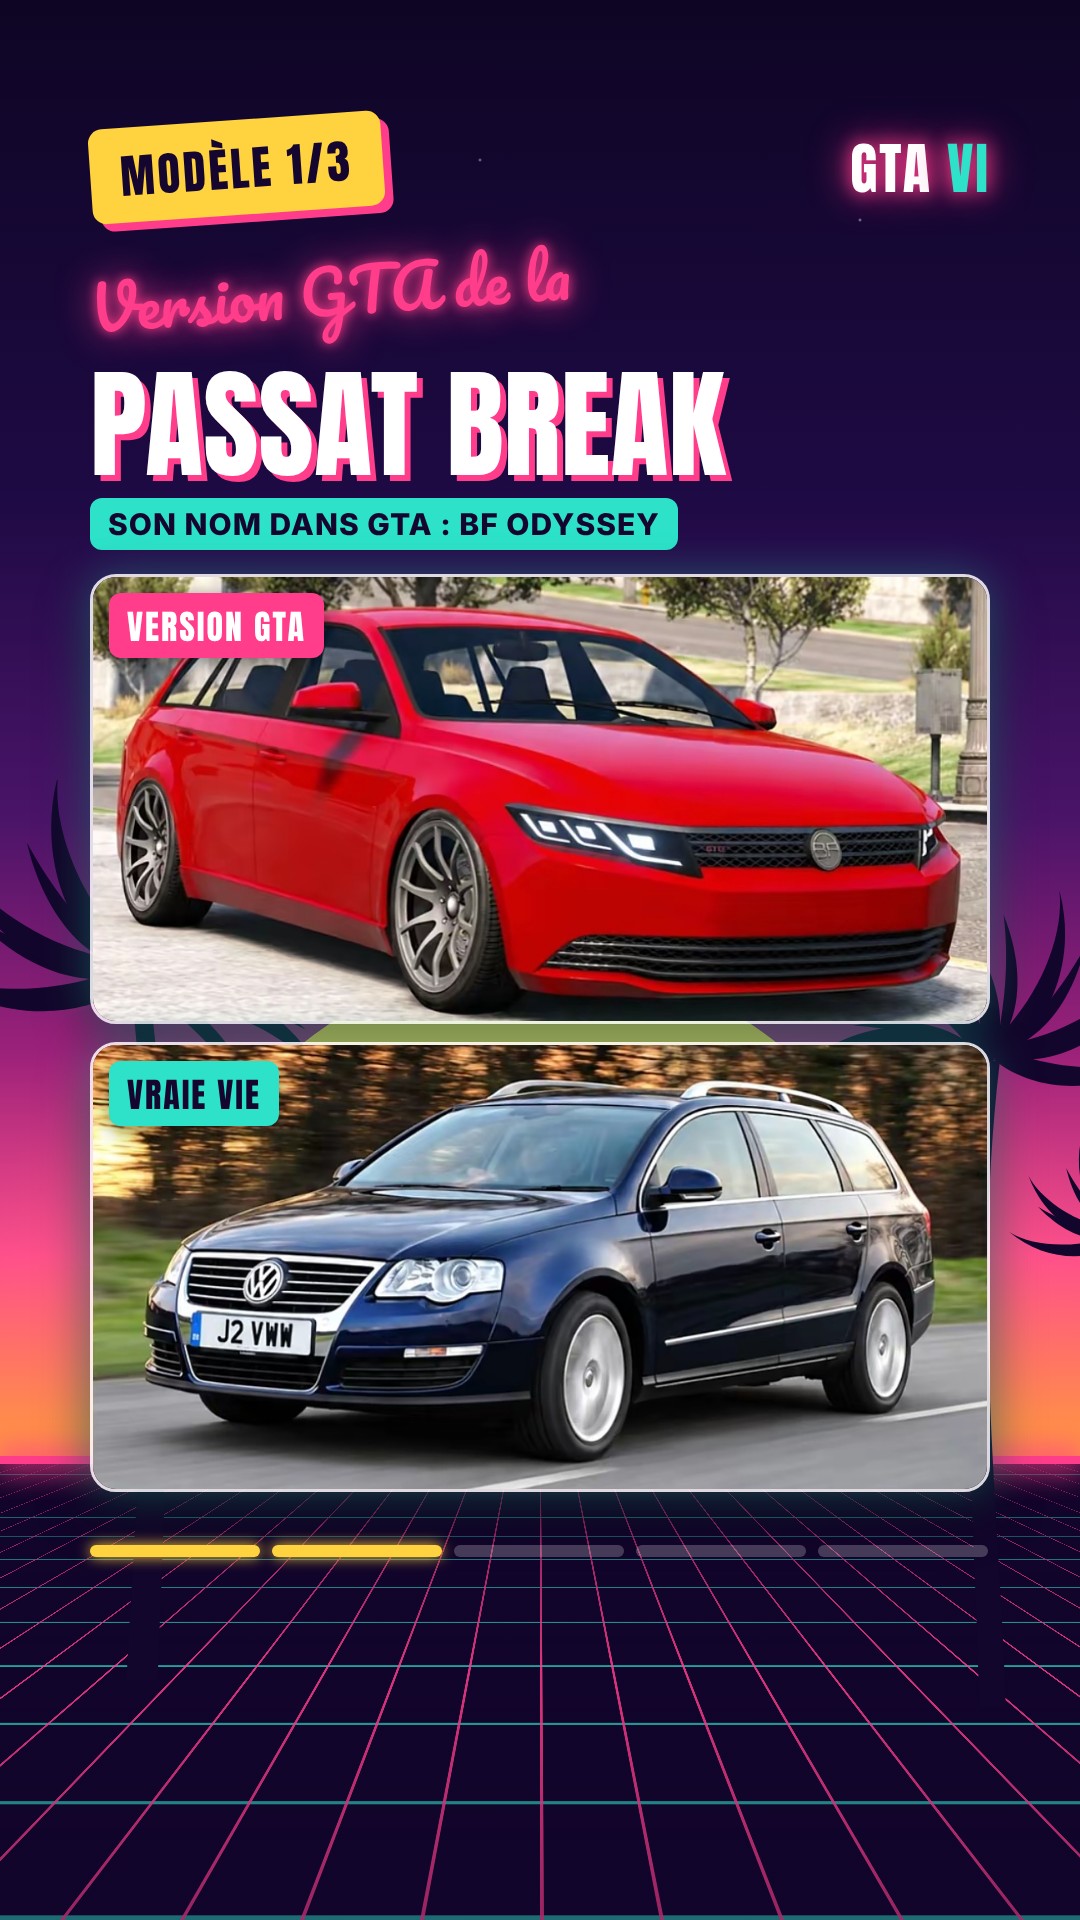 MODÈLE 1/3
GTA VI
Version GTA de la
PASSAT BREAK
SON NOM DANS GTA : BF ODYSSEY
VERSION GTA
BF
VRAIE VIE
J2 VWW